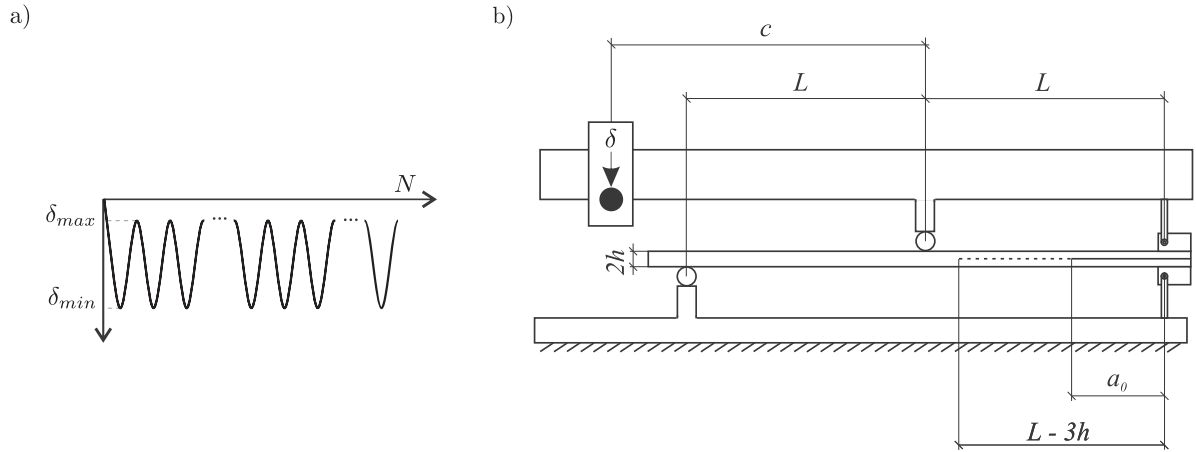 a)
N
δmax
... ...
δmin
b)
c
L L
δ
2h
a0
L - 3h